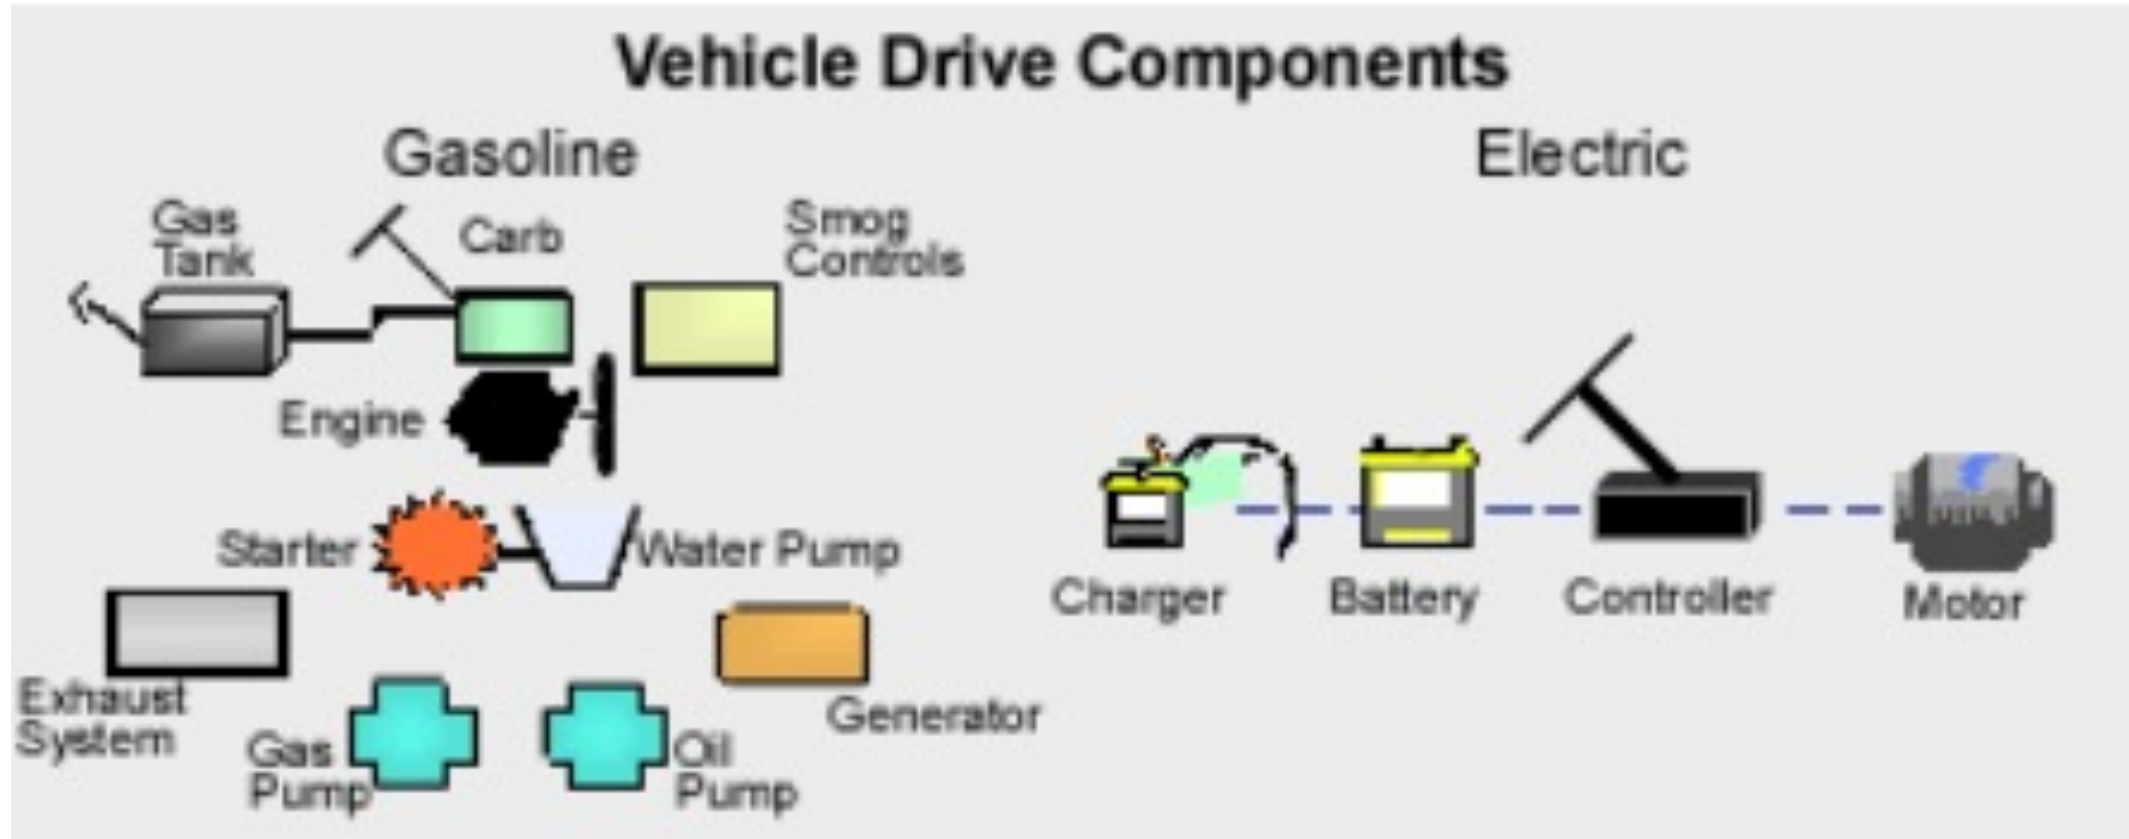 Vehicle Drive Components
Gasoline
Electric
Gas
Tank
Carb
Smog
Controls
Engine
Starter
Water Pump
Exhaust
System
Gas
Pump
Oil
Pump
Generator
Charger
Battery
Controller
Motor